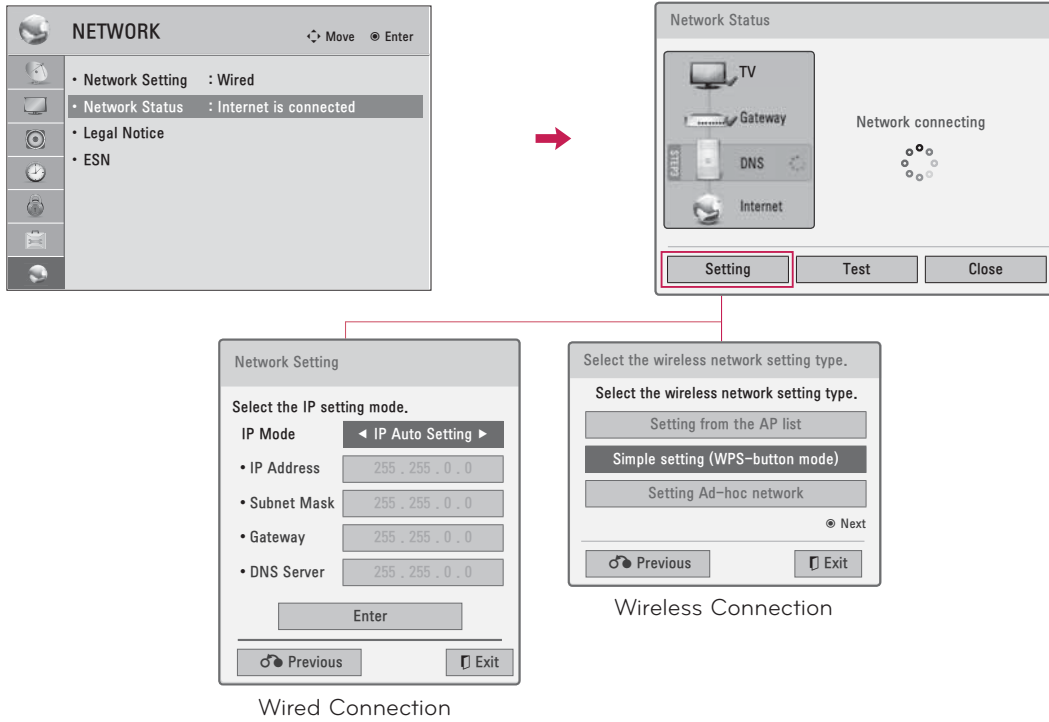 NETWORK
Move Enter
• Network Setting : Wired
• Network Status : Internet is connected
• Legal Notice
• ESN
Network Status
TV
Gateway
STEP3
DNS
Internet
Network connecting
Setting Test Close
Network Setting
Select the IP setting mode.
IP Mode ◄ IP Auto Setting ►
• IP Address 255 . 255 . 0 . 0
• Subnet Mask 255 . 255 . 0 . 0
• Gateway 255 . 255 . 0 . 0
• DNS Server 255 . 255 . 0 . 0
Enter
Previous Exit
Wired Connection
Select the wireless network setting type.
Select the wireless network setting type.
Setting from the AP list
Simple setting (WPS-button mode)
Setting Ad-hoc network
Next
Previous Exit
Wireless Connection